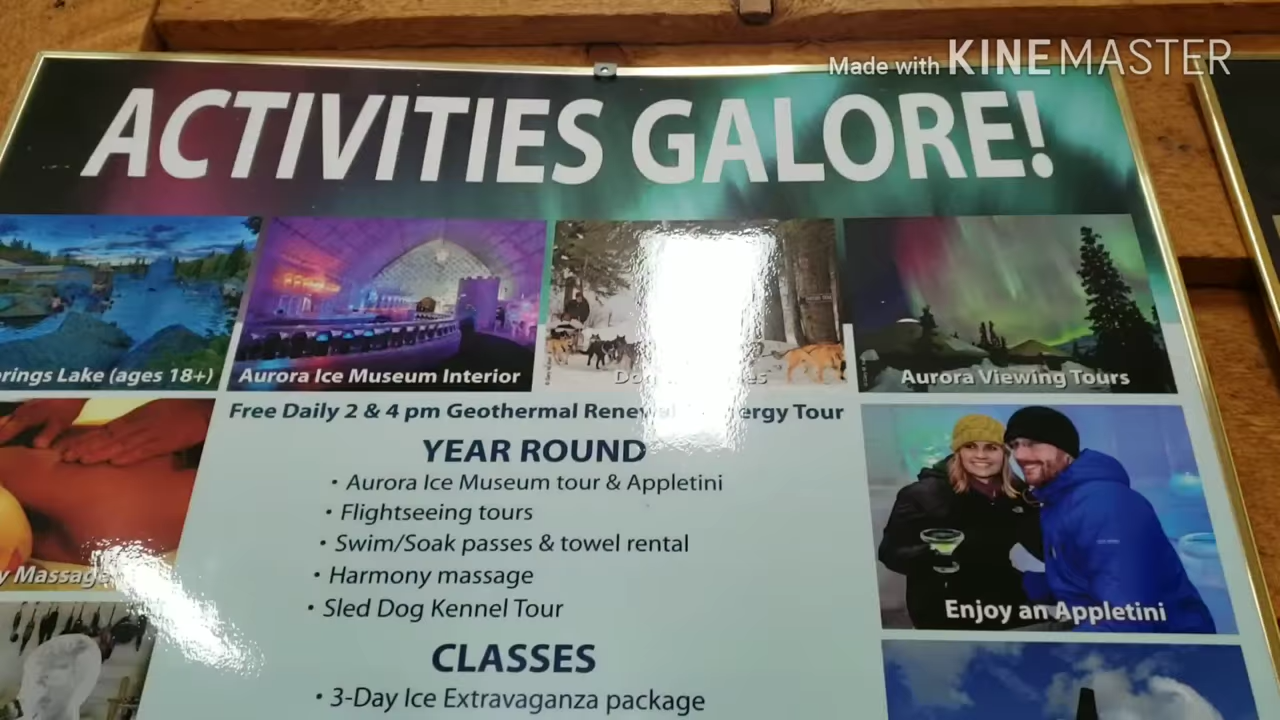 Made with KINEMASTER
ACTIVITIES GALORE!
rings Lake (ages 18+)
Aurora Ice Museum Interior
Aurora Viewing Tours
Free Daily 2 & 4 pm Geothermal Tour
YEAR ROUND
• Aurora Ice Museum tour & Appletini
• Flightseeing tours
• Swim/Soak passes & towel rental
• Harmony massage
• Sled Dog Kennel Tour
y Massage
Enjoy an Appletini
CLASSES
• 3-Day Ice Extravaganza package